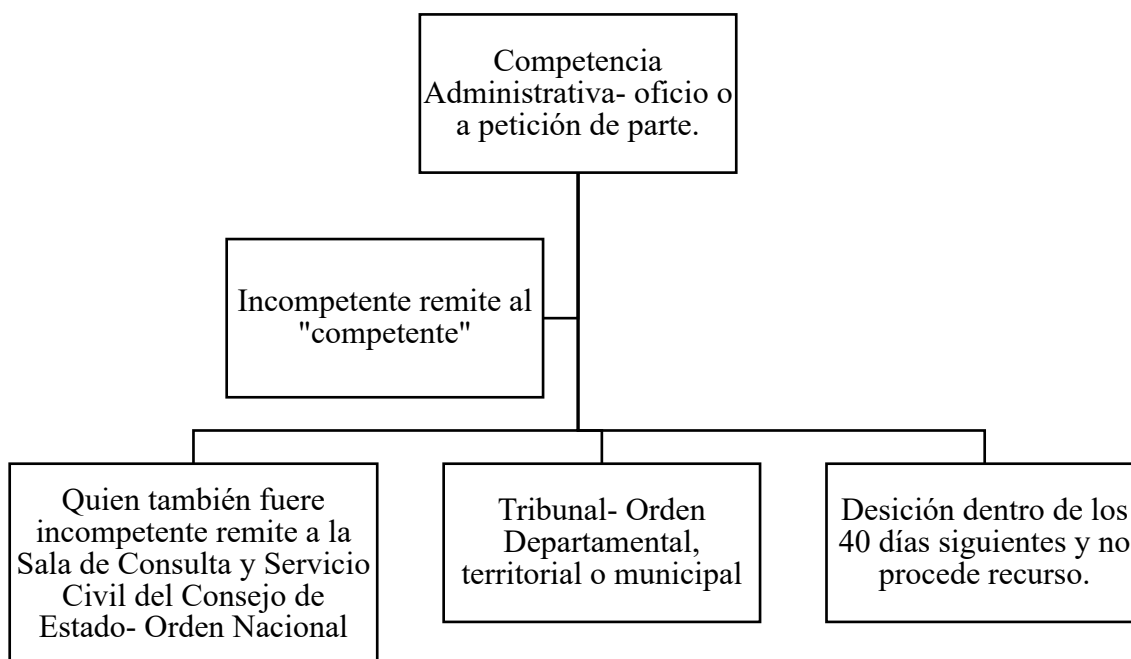 Competencia
Administrativa- oficio o
a petición de parte.
Incompetente remite al
"competente"
Quien también fuere
incompetente remite a la
Sala de Consulta y Servicio
Civil del Consejo de
Estado- Orden Nacional
Tribunal- Orden
Departamental,
territorial o municipal
Desición dentro de los
40 días siguientes y no
procede recurso.